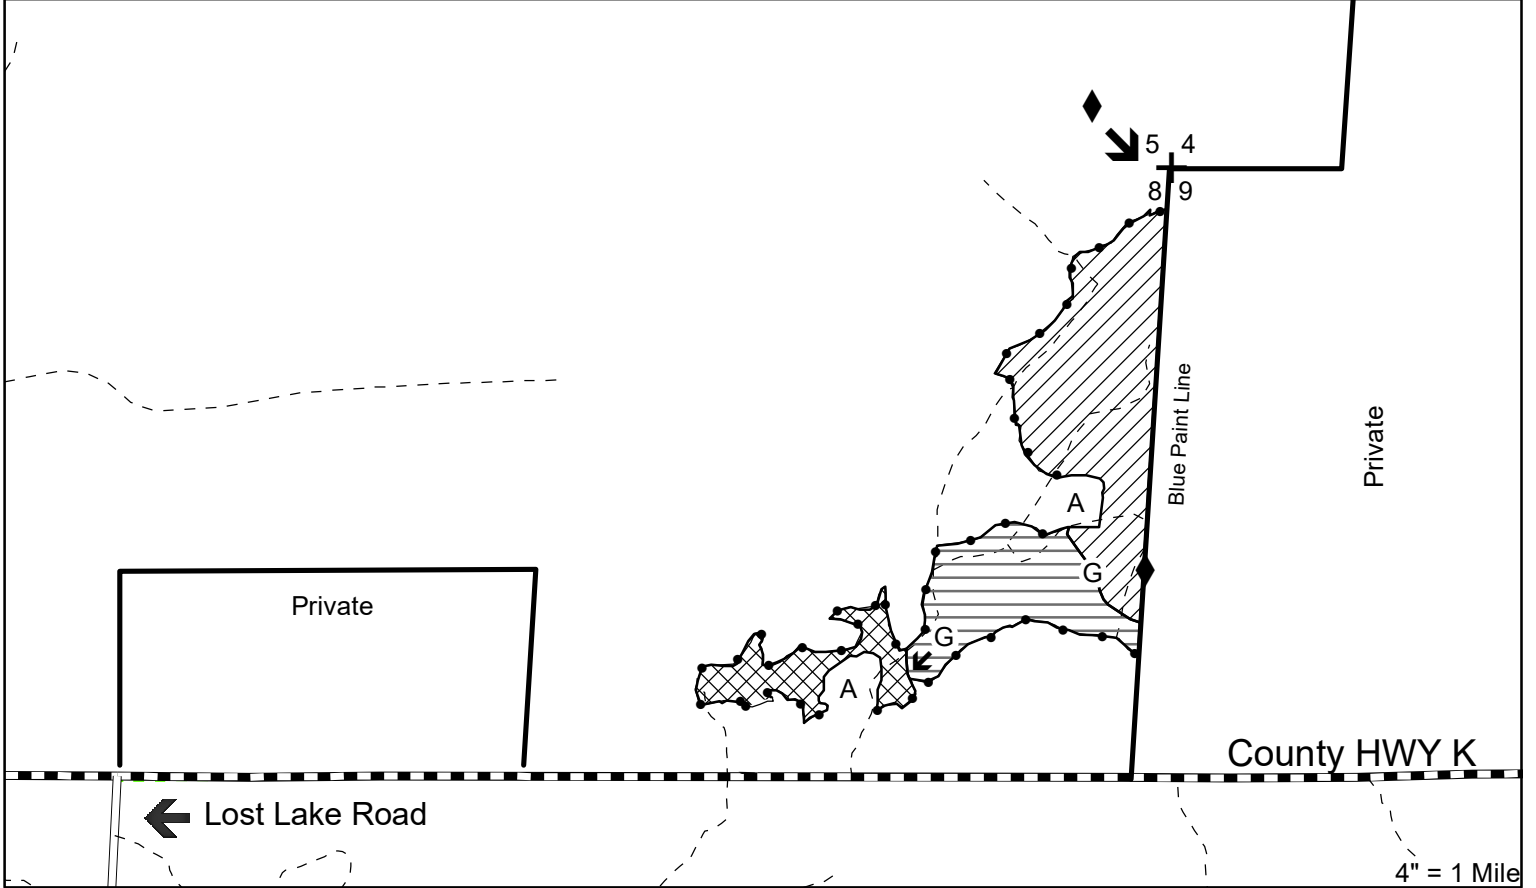 5 4
8 9
Blue Paint Line
Private
A
G
Private
G
A
County HWY K
Lost Lake Road
4" = 1 Mile